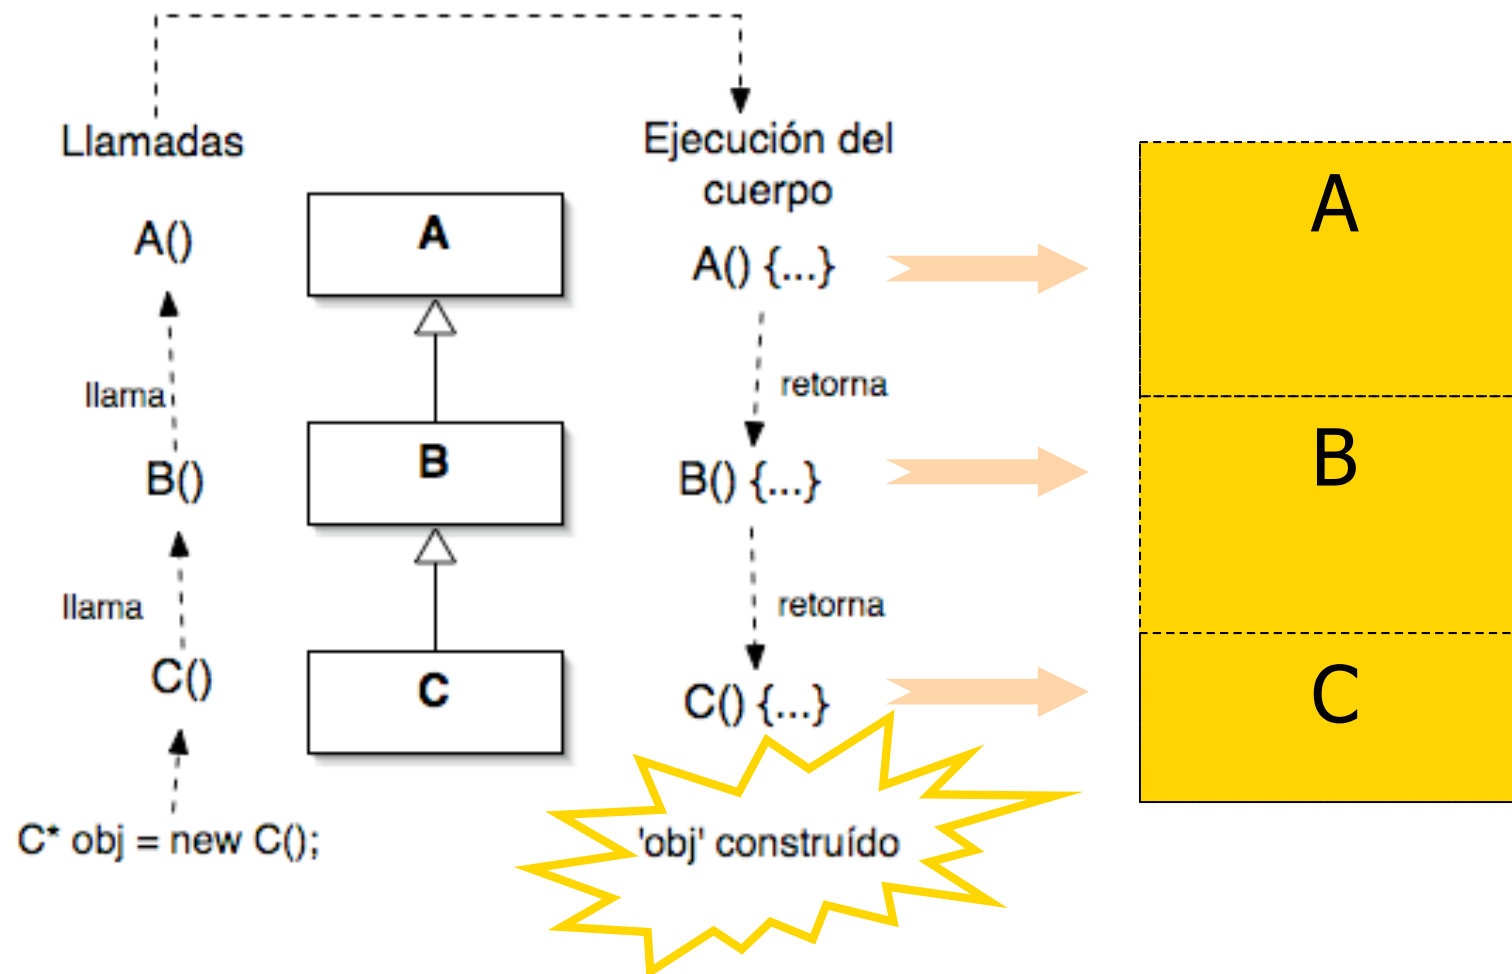 Llamadas
A()
llama
B()
llama
C()
C* obj = new C();
A
B
C
Ejecución del
cuerpo
A() {...}
retorna
B() {...}
retorna
C() {...}
'obj' construído
A
B
C